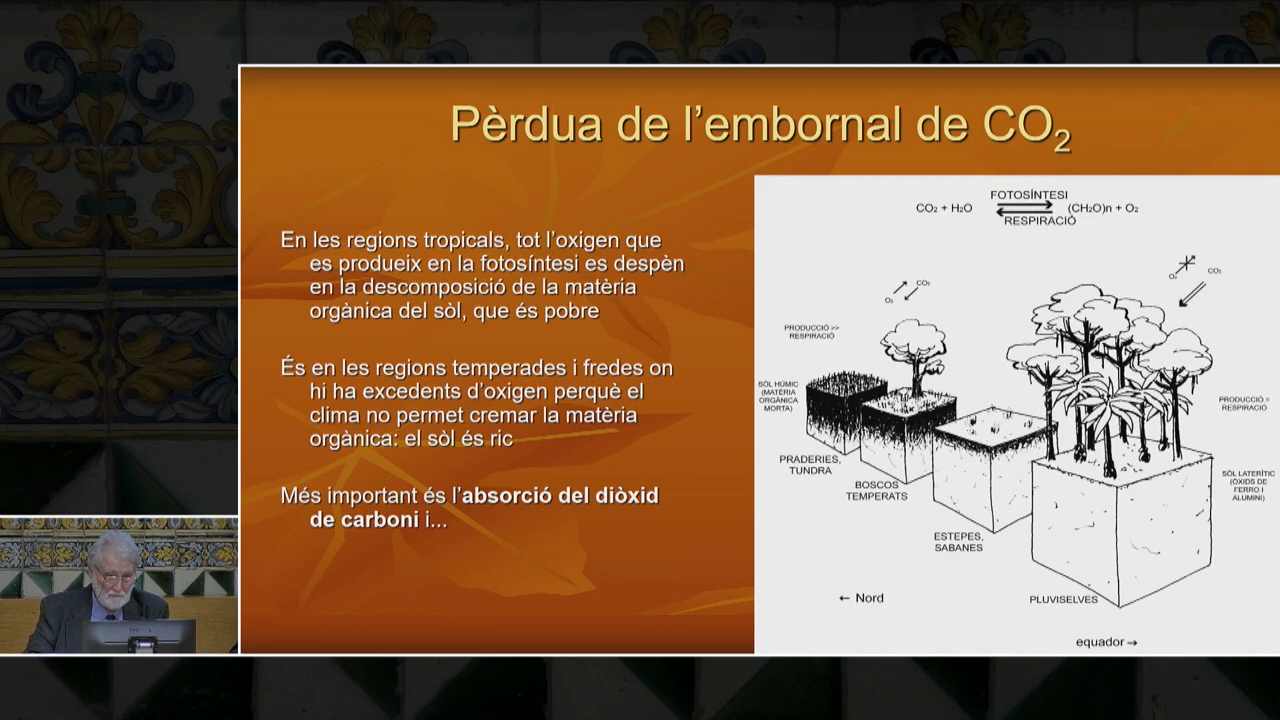 Pèrdua de l’embornal de CO₂
En les regions tropicals, tot l’oxigen que
es produeix en la fotosíntesi es despèn
en la descomposició de la matèria
orgànica del sòl, que és pobre
És en les regions temperades i fredes on
hi ha excedents d’oxigen perquè el
clima no permet cremar la matèria
orgànica: el sòl és ric
Més important és l’absorció del diòxid
de carboni i...
FOTOSÍNTESI
CO₂ + H₂O
(CH₂O)n + O₂
RESPIRACIÓ
O₂
CO₂
O₂
CO₂
PRODUCCIÓ >>
RESPIRACIÓ
SÒL HÚMIC
(MATÈRIA
ORGÀNICA
MORTA)
PRODUCCIÓ =
RESPIRACIÓ
PRADERIES,
TUNDRA
BOSCOS
TEMPERATS
SÒL LATERÍTIC
(ÒXIDS DE
FERRO I
ALUMINI)
ESTEPES,
SABANES
PLUVISELVES
← Nord
equador →